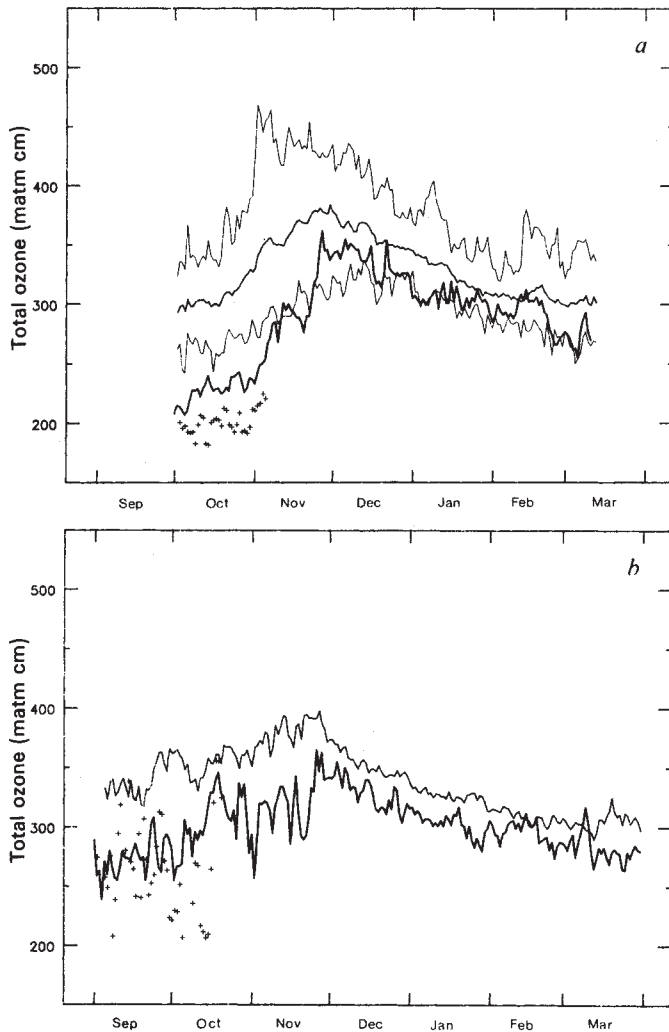 a
500
400
300
200
Total ozone (matm cm)
Sep Oct Nov Dec Jan Feb Mar
b
500
400
300
200
Total ozone (matm cm)
Sep Oct Nov Dec Jan Feb Mar